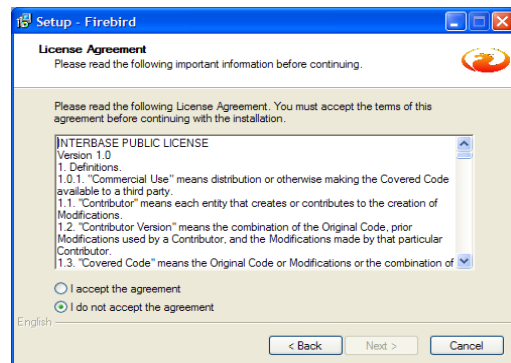 Setup - Firebird
License Agreement
Please read the following important information before continuing.
Please read the following License Agreement. You must accept the terms of this
agreement before continuing with the installation.
INTERBASE PUBLIC LICENSE
Version 1.0
1. Definitions.
1.0.1. "Commercial Use" means distribution or otherwise making the Covered Code
available to a third party.
1.1. "Contributor" means each entity that creates or contributes to the creation of
Modifications.
1.2. "Contributor Version" means the combination of the Original Code, prior
Modifications used by a Contributor, and the Modifications made by that particular
Contributor.
1.3. "Covered Code" means the Original Code or Modifications or the combination of
I accept the agreement
I do not accept the agreement
English
< Back Next > Cancel